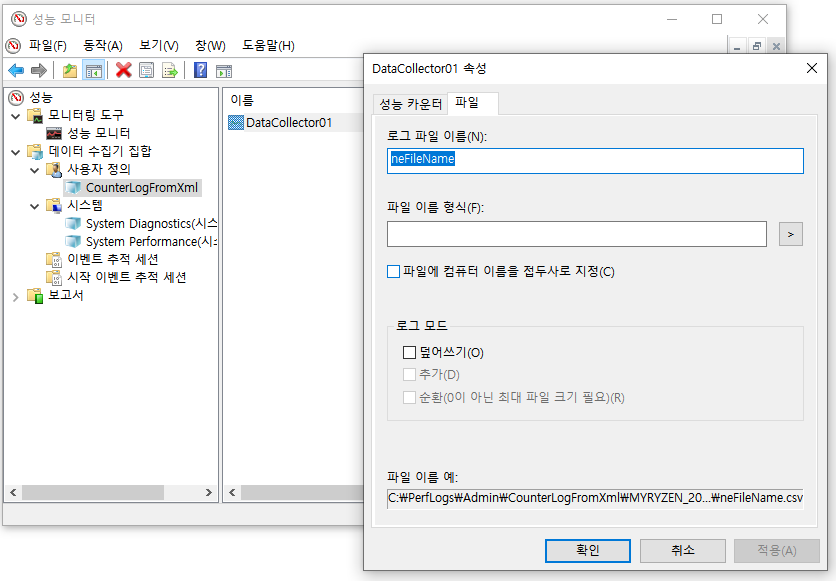 성능 모니터
파일(F) 동작(A) 보기(V) 창(W) 도움말(H)
성능
모니터링 도구
성능 모니터
데이터 수집기 집합
사용자 정의
CounterLogFromXml
시스템
System Diagnostics(시스
System Performance(시스
이벤트 추적 세션
시작 이벤트 추적 세션
보고서
이름
DataCollector01
DataCollector01 속성
성능 카운터 파일
로그 파일 이름(N):
neFileName
파일 이름 형식(F):
>
파일에 컴퓨터 이름을 접두사로 지정(C)
로그 모드
덮어쓰기(O)
추가(D)
순환(0이 아닌 최대 파일 크기 필요)(R)
파일 이름 예:
C:₩PerfLogs₩Admin₩CounterLogFromXml₩MYRYZEN_20...₩neFileName.csv
확인 취소 적용(A)